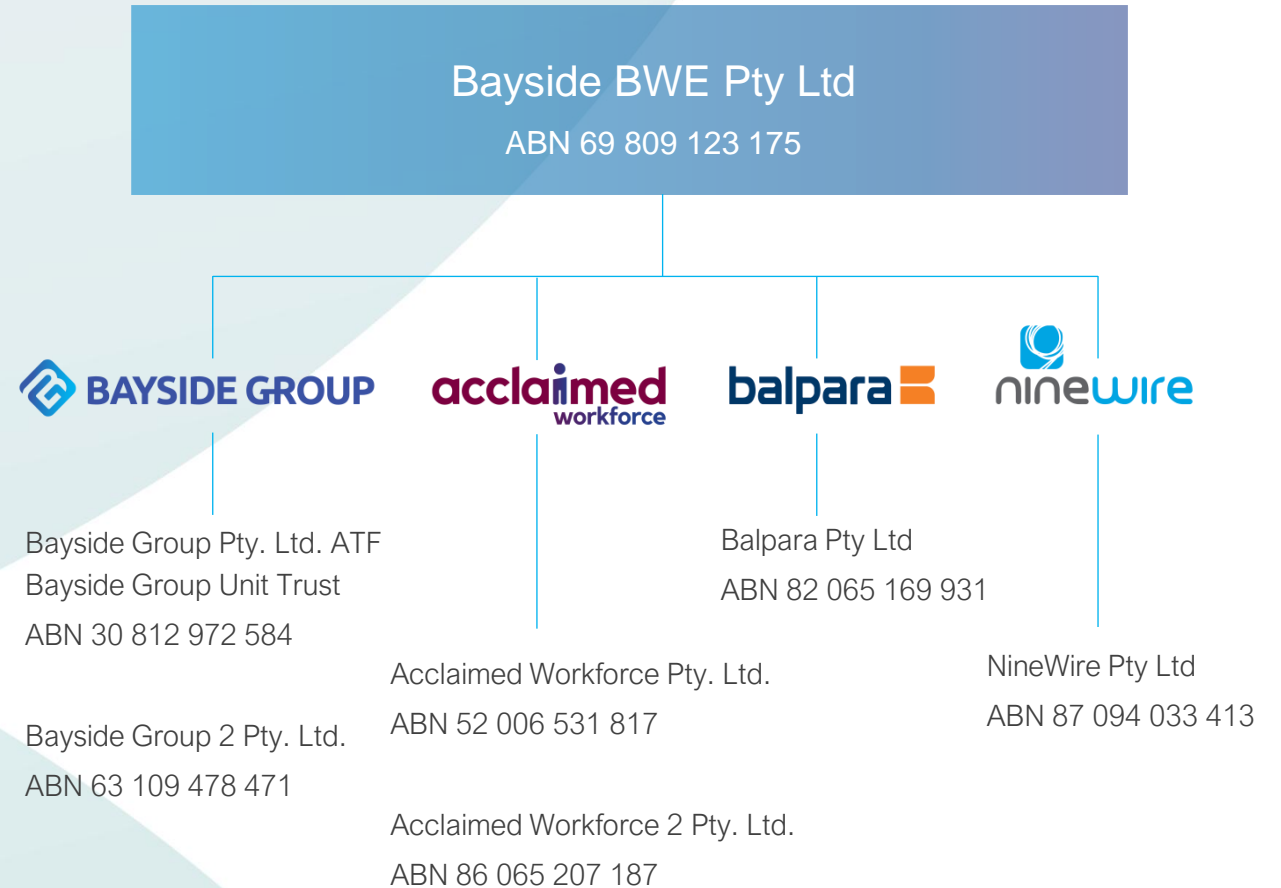 Bayside BWE Pty Ltd
ABN 69 809 123 175
BAYSIDE GROUP
acclaimed
workforce
balpara
ninewire
Bayside Group Pty. Ltd. ATF
Bayside Group Unit Trust
ABN 30 812 972 584
Bayside Group 2 Pty. Ltd.
ABN 63 109 478 471
Acclaimed Workforce Pty. Ltd.
ABN 52 006 531 817
Acclaimed Workforce 2 Pty. Ltd.
ABN 86 065 207 187
Balpara Pty Ltd
ABN 82 065 169 931
NineWire Pty Ltd
ABN 87 094 033 413